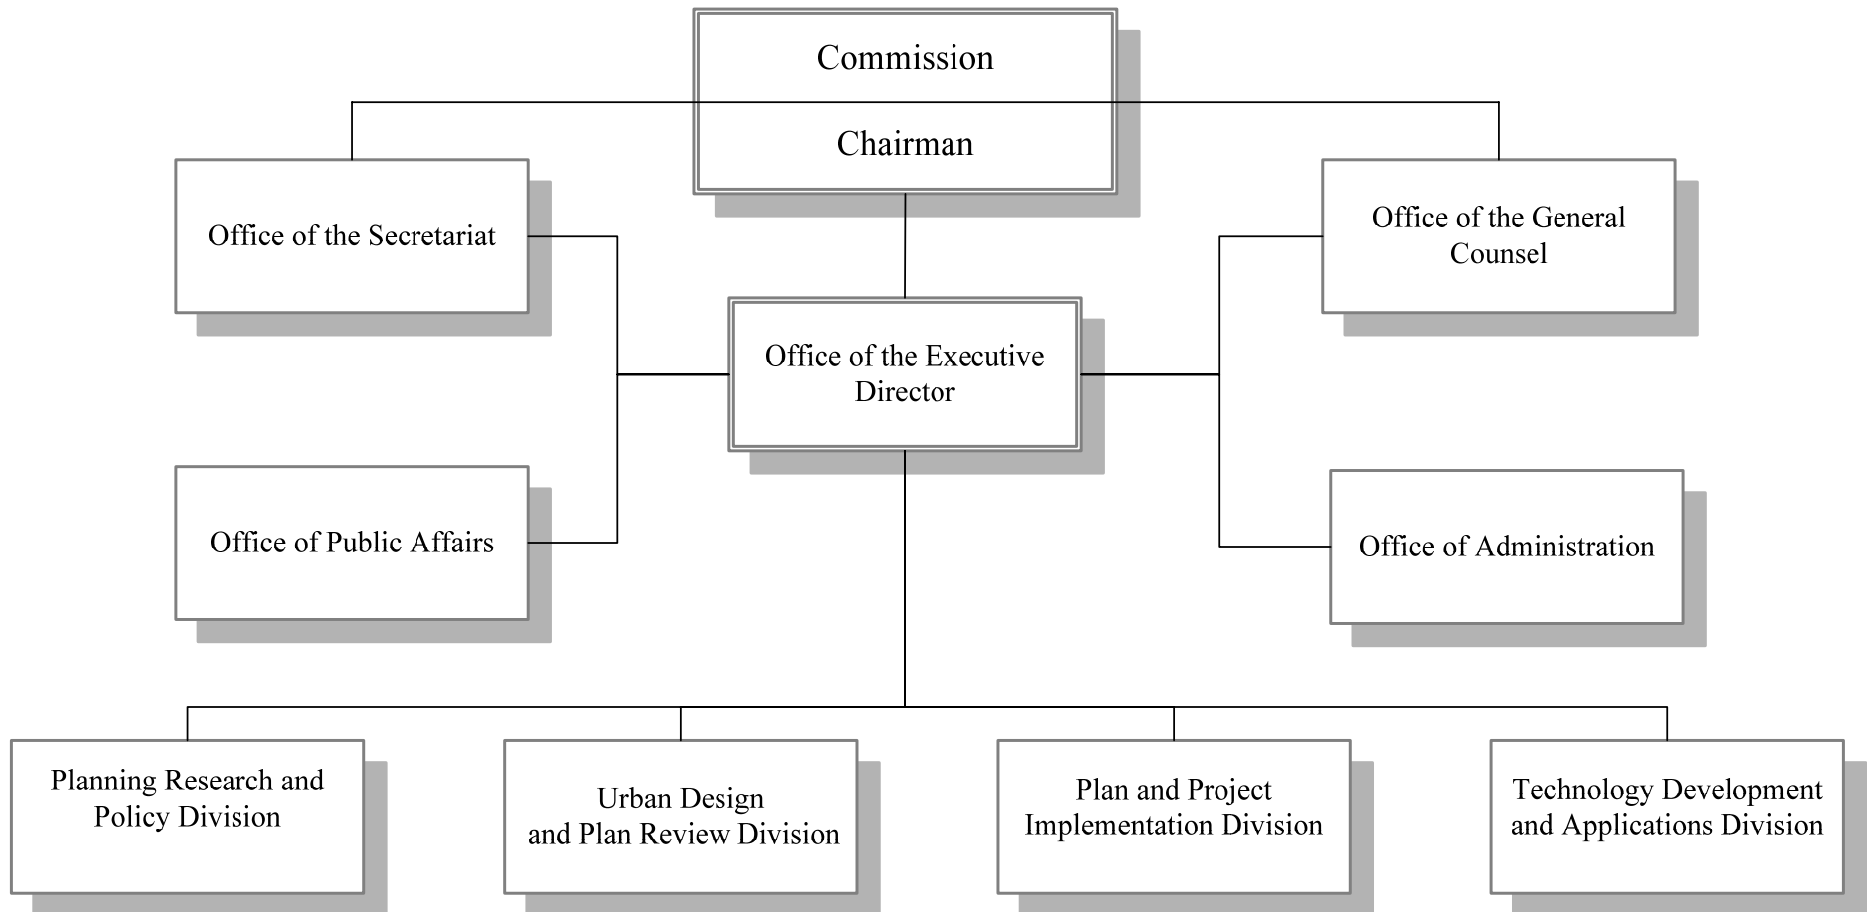 Commission
Chairman
Office of the Secretariat
Office of the General
Counsel
Office of the Executive
Director
Office of Public Affairs
Office of Administration
Planning Research and
Policy Division
Urban Design
and Plan Review Division
Plan and Project
Implementation Division
Technology Development
and Applications Division